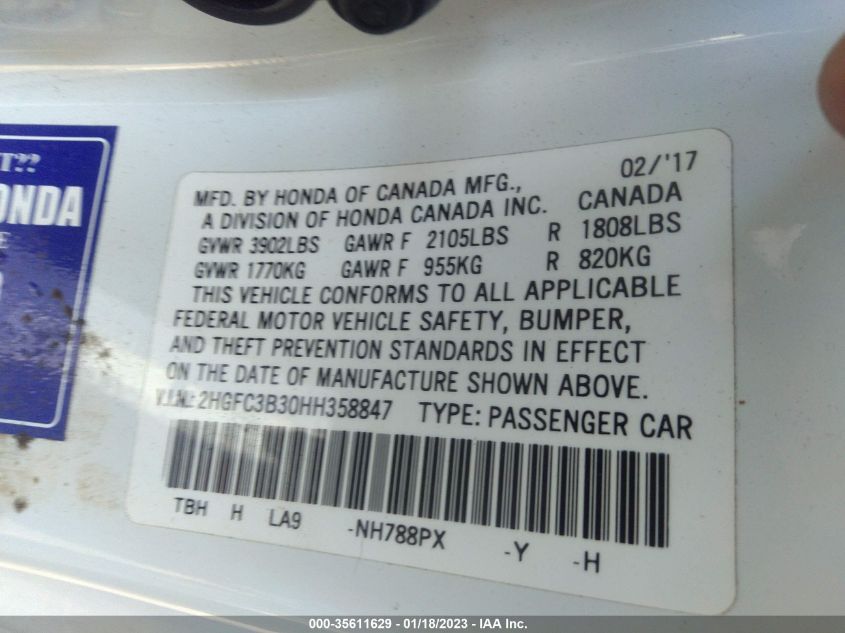 T??
ONDA
E
02/'17
MFD. BY HONDA OF CANADA MFG.,
A DIVISION OF HONDA CANADA INC. CANADA
GVWR 3902LBS GAWR F 2105LBS R 1808LBS
GVWR 1770KG GAWR F 955KG R 820KG
THIS VEHICLE CONFORMS TO ALL APPLICABLE
FEDERAL MOTOR VEHICLE SAFETY, BUMPER,
AND THEFT PREVENTION STANDARDS IN EFFECT
ON THE DATE OF MANUFACTURE SHOWN ABOVE.
V.I.N.: 2HGFC3B30HH358847 TYPE: PASSENGER CAR
TBH H LA9 -NH788PX -Y -H
000-35611629 - 01/18/2023 - IAA Inc.